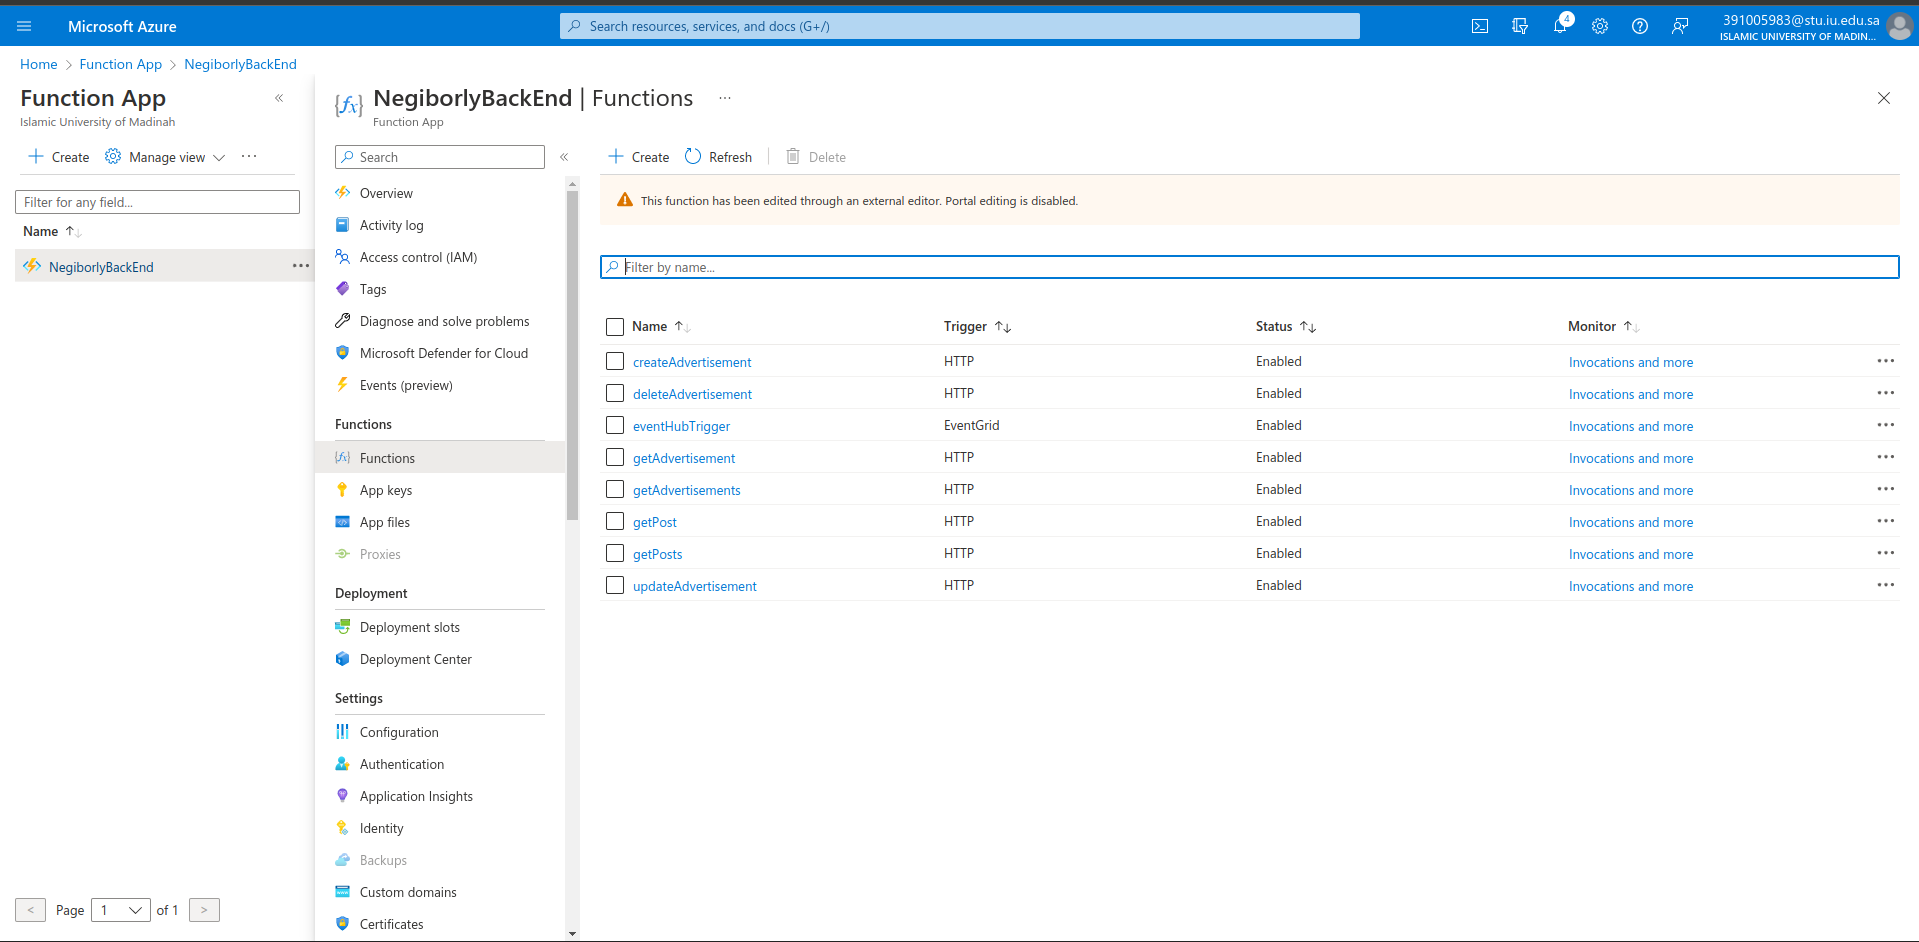 Microsoft Azure
Search resources, services, and docs (G+/)
4
391005983@stu.iu.edu.sa
ISLAMIC UNIVERSITY OF MADIN...
Home > Function App > NegiborlyBackEnd
Function App
«
Islamic University of Madinah
+ Create
Manage view
...
Filter for any field...
Name ↑↓
NegiborlyBackEnd
...
< Page 1 of 1 >
{fx}
NegiborlyBackEnd | Functions
...
Function App
Search
«
Overview
Activity log
Access control (IAM)
Tags
Diagnose and solve problems
Microsoft Defender for Cloud
Events (preview)
Functions
Functions
App keys
App files
Proxies
Deployment
Deployment slots
Deployment Center
Settings
Configuration
Authentication
Application Insights
Identity
Backups
Custom domains
Certificates
+ Create Refresh Delete
This function has been edited through an external editor. Portal editing is disabled.
Filter by name...
Name ↑↓ Trigger ↑↓ Status ↑↓ Monitor ↑↓
createAdvertisement HTTP Enabled Invocations and more ...
deleteAdvertisement HTTP Enabled Invocations and more ...
eventHubTrigger EventGrid Enabled Invocations and more ...
getAdvertisement HTTP Enabled Invocations and more ...
getAdvertisements HTTP Enabled Invocations and more ...
getPost HTTP Enabled Invocations and more ...
getPosts HTTP Enabled Invocations and more ...
updateAdvertisement HTTP Enabled Invocations and more ...